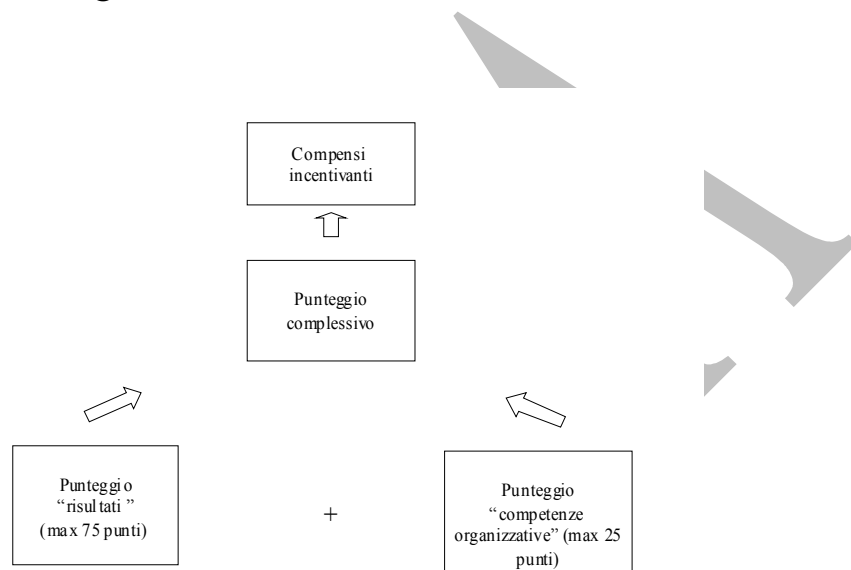 Compensi
incentivanti
Punteggio
complessivo
Punteggio
“risultati ”
(max 75 punti)
+
Punteggio
“competenze
organizzative” (max 25
punti)